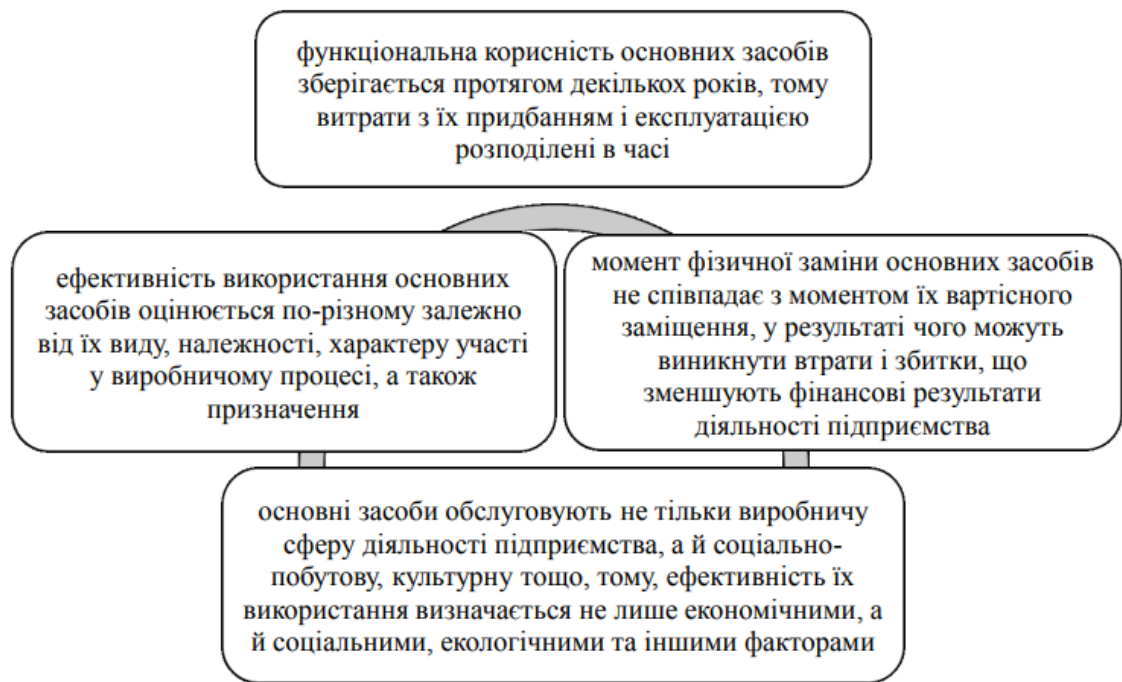 функціональна корисність основних засобів
зберігається протягом декількох років, тому
витрати з їх придбанням і експлуатацією
розподілені в часі
ефективність використання основних
засобів оцінюється по-різному залежно
від їх виду, належності, характеру участі
у виробничому процесі, а також
призначення
момент фізичної заміни основних засобів
не співпадає з моментом їх вартісного
заміщення, у результаті чого можуть
виникнути втрати і збитки, що
зменшують фінансові результати
діяльності підприємства
основні засоби обслуговують не тільки виробничу
сферу діяльності підприємства, а й соціально-
побутову, культурну тощо, тому, ефективність їх
використання визначається не лише економічними, а
й соціальними, екологічними та іншими факторами